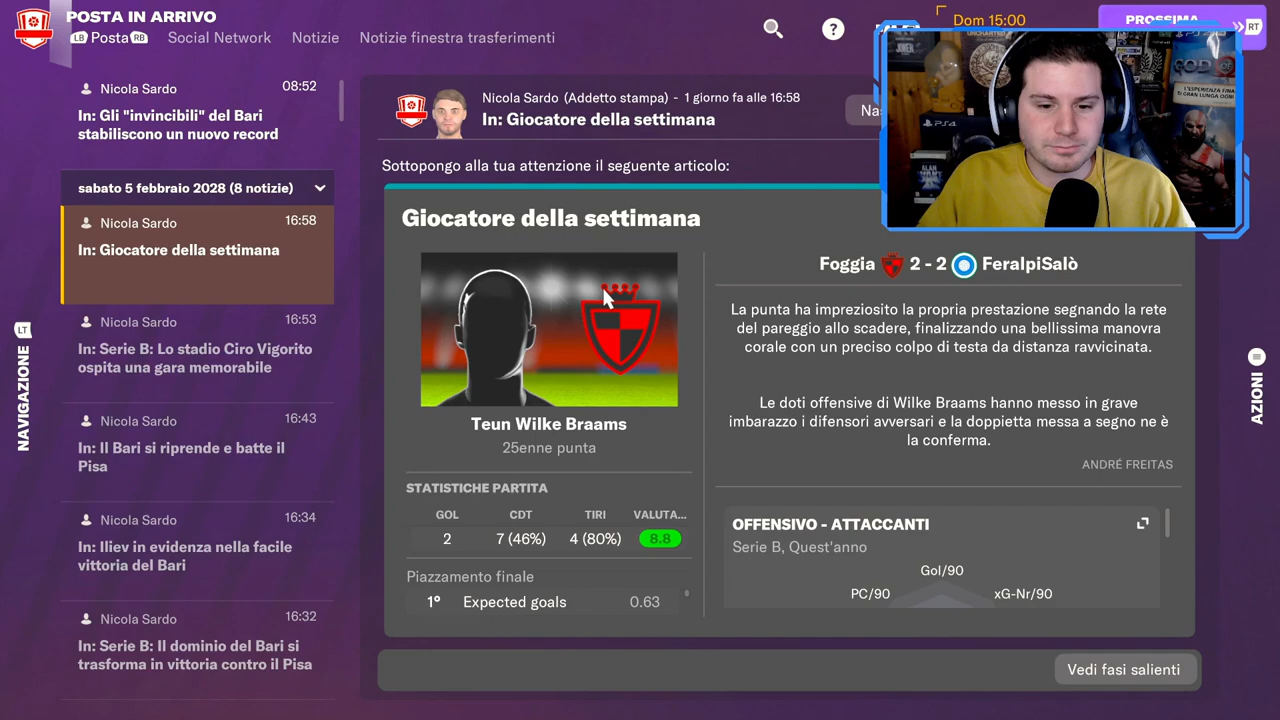 POSTA IN ARRIVO
LB Posta RB Social Network Notizie Notizie finestra trasferimenti
?
Dom 15:00
PROSSIMA
RT
Nicola Sardo 08:52
In: Gli "invincibili" del Bari
stabiliscono un nuovo record
sabato 5 febbraio 2028 (8 notizie)
Nicola Sardo 16:58
In: Giocatore della settimana
Nicola Sardo 16:53
In: Serie B: Lo stadio Ciro Vigorito
ospita una gara memorabile
Nicola Sardo 16:43
In: Il Bari si riprende e batte il
Pisa
Nicola Sardo 16:34
In: Iliev in evidenza nella facile
vittoria del Bari
Nicola Sardo 16:32
In: Serie B: Il dominio del Bari si
trasforma in vittoria contro il Pisa
LT
NAVIGAZIONE
Nicola Sardo (Addetto stampa) - 1 giorno fa alle 16:58
In: Giocatore della settimana
Sottopongo alla tua attenzione il seguente articolo:
Giocatore della settimana
Teun Wilke Braams
25enne punta
STATISTICHE PARTITA
GOL CDT TIRI VALUTA...
2 7 (46%) 4 (80%) 8.8
Piazzamento finale
1º Expected goals 0.63
Foggia 2 - 2 FeralpiSalò
La punta ha impreziosito la propria prestazione segnando la rete
del pareggio allo scadere, finalizzando una bellissima manovra
corale con un preciso colpo di testa da distanza ravvicinata.
Le doti offensive di Wilke Braams hanno messo in grave
imbarazzo i difensori avversari e la doppietta messa a segno ne è
la conferma.
ANDRÉ FREITAS
OFFENSIVO - ATTACCANTI
Serie B, Quest'anno
Gol/90
PC/90 xG-Nr/90
Vedi fasi salienti
AZIONI
PS4